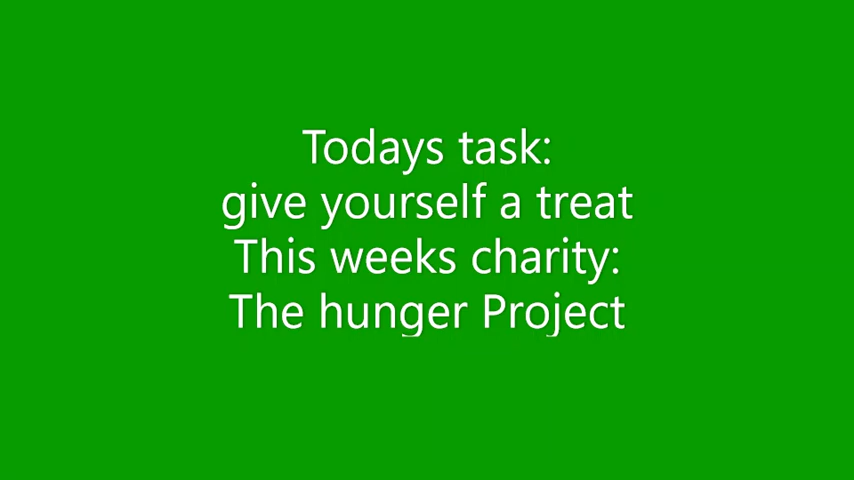 Todays task:
give yourself a treat
This weeks charity:
The hunger Project